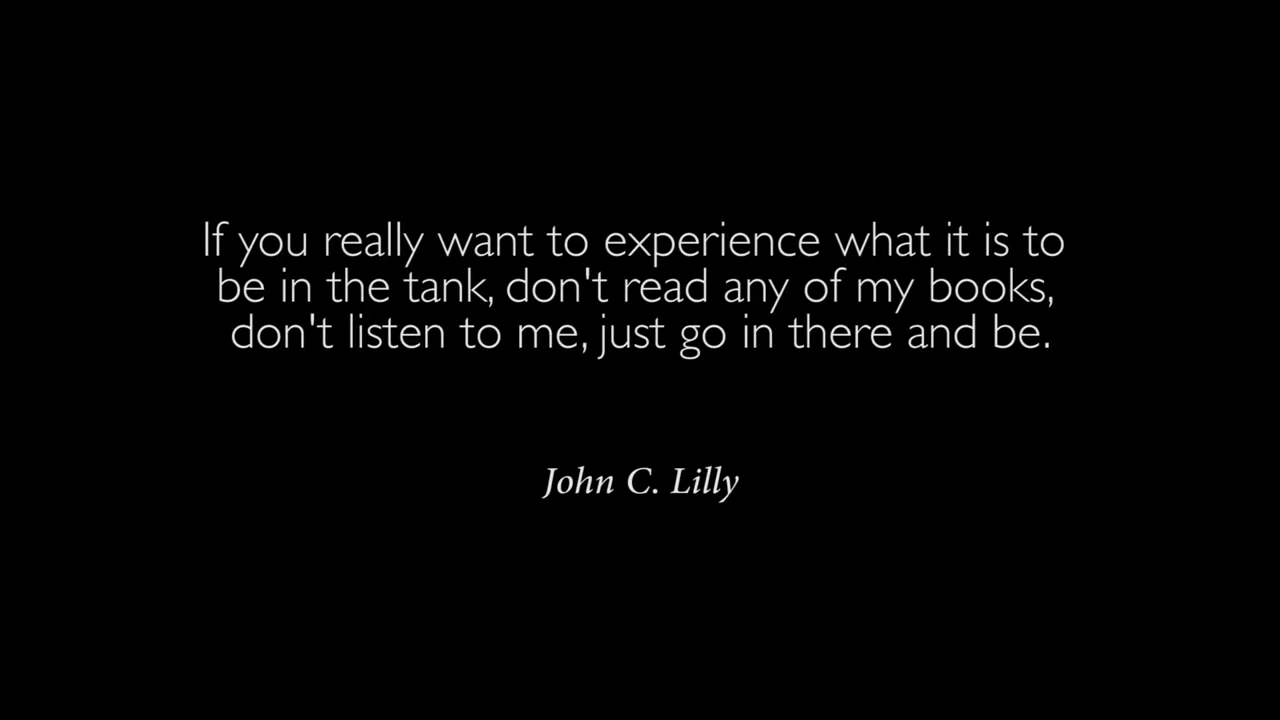 If you really want to experience what it is to
be in the tank, don't read any of my books,
don't listen to me, just go in there and be.
John C. Lilly